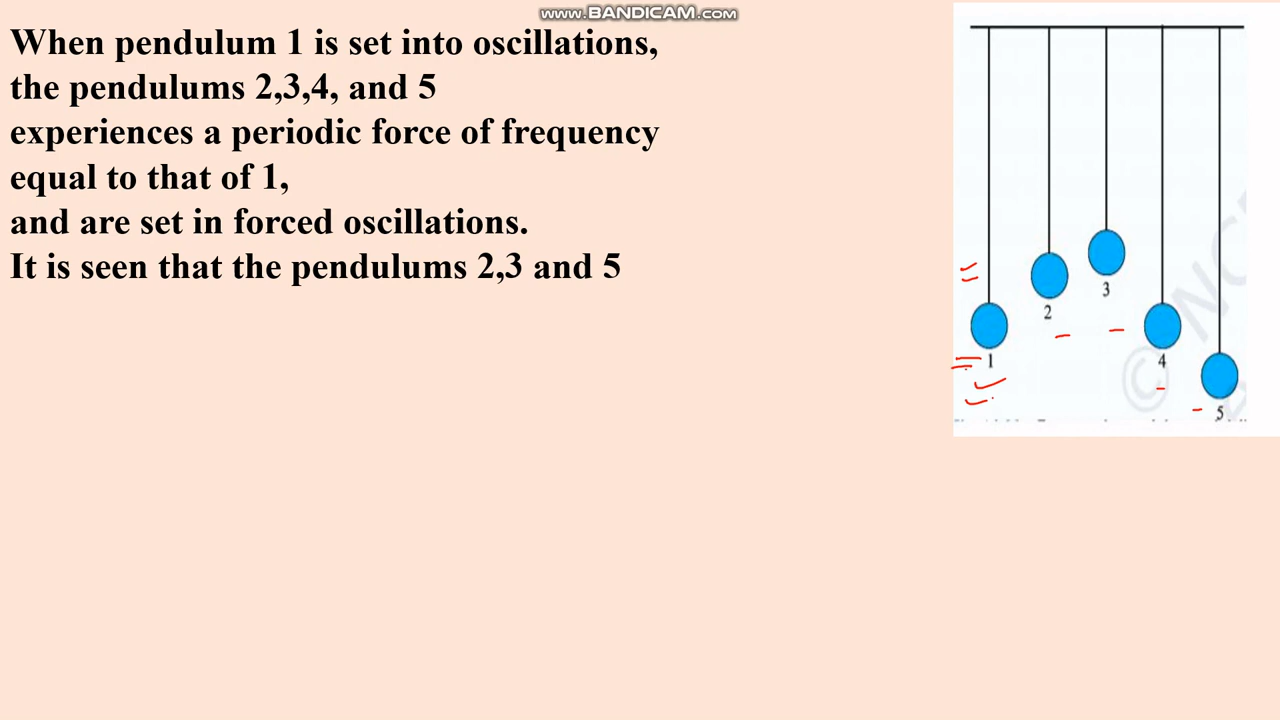 www.BANDICAM.com
When pendulum 1 is set into oscillations,
the pendulums 2,3,4, and 5
experiences a periodic force of frequency
equal to that of 1,
and are set in forced oscillations.
It is seen that the pendulums 2,3 and 5
3
2
1
4
5